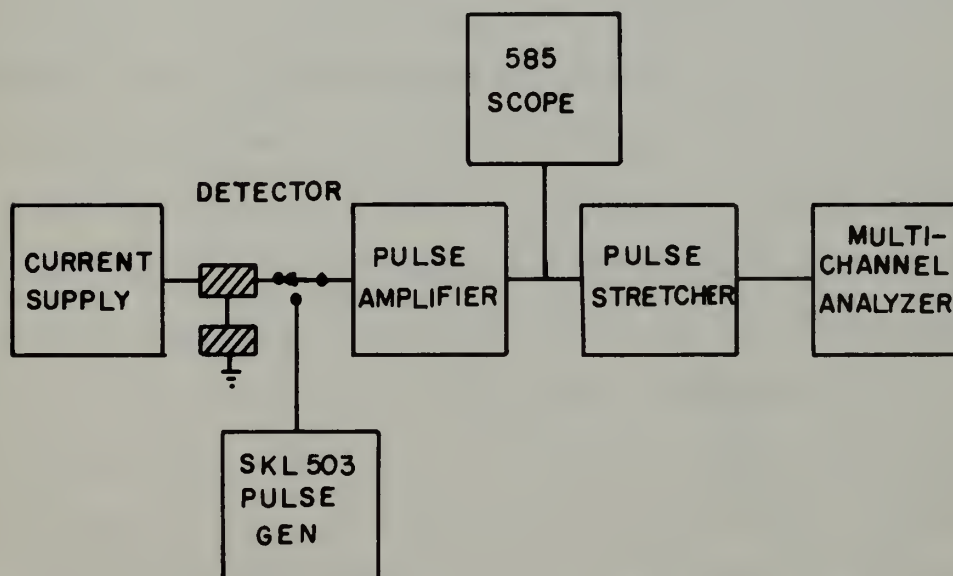 585
SCOPE
DETECTOR
CURRENT
SUPPLY
PULSE
AMPLIFIER
PULSE
STRETCHER
MULTI-
CHANNEL
ANALYZER
SKL 503
PULSE
GEN